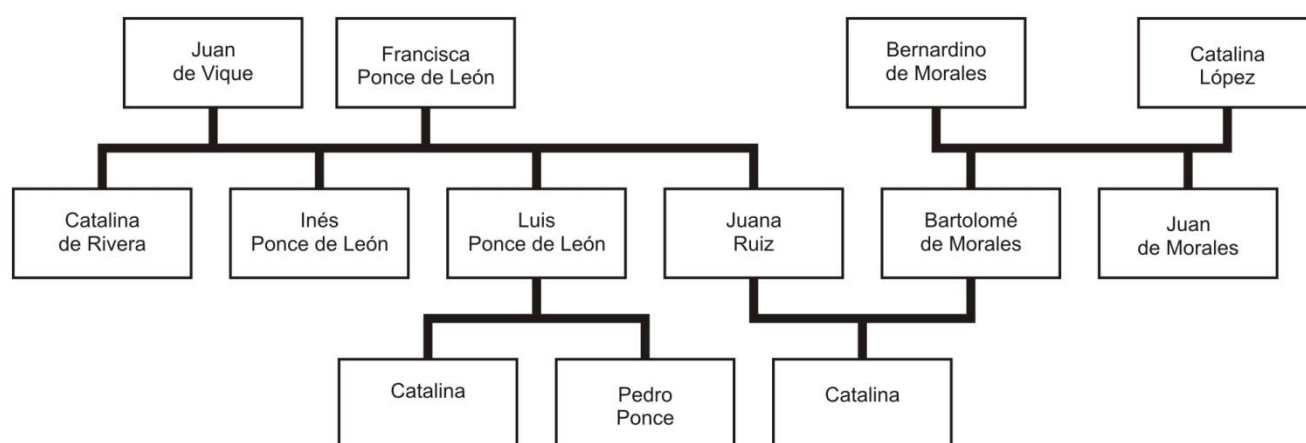 Juan
de Vique
Francisca
Ponce de León
Bernardino
de Morales
Catalina
López
Catalina
de Rivera
Inés
Ponce de León
Luis
Ponce de León
Juana
Ruiz
Bartolomé
de Morales
Juan
de Morales
Catalina
Pedro
Ponce
Catalina